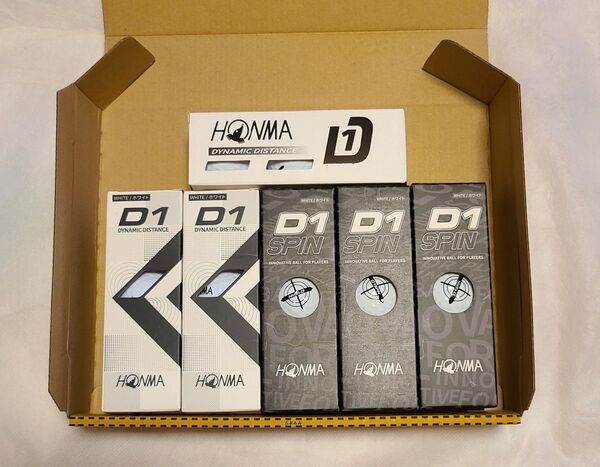 HONMA
DYNAMIC DISTANCE
D1
WHITE / ホワイト
D1
DYNAMIC DISTANCE
HONMA
WHITE / ホワイト
D1
DYNAMIC DISTANCE
MA
HONMA
WHITE / ホワイト
D1
SPIN
INNOVATIVE BALL FOR PLAYERS
HONMA
WHITE / ホワイト
D1
SPIN
INNOVATIVE BALL FOR PLAYERS
HONMA
WHITE / ホワイト
D1
SPIN
INNOVATIVE BALL FOR PLAYERS
HONMA